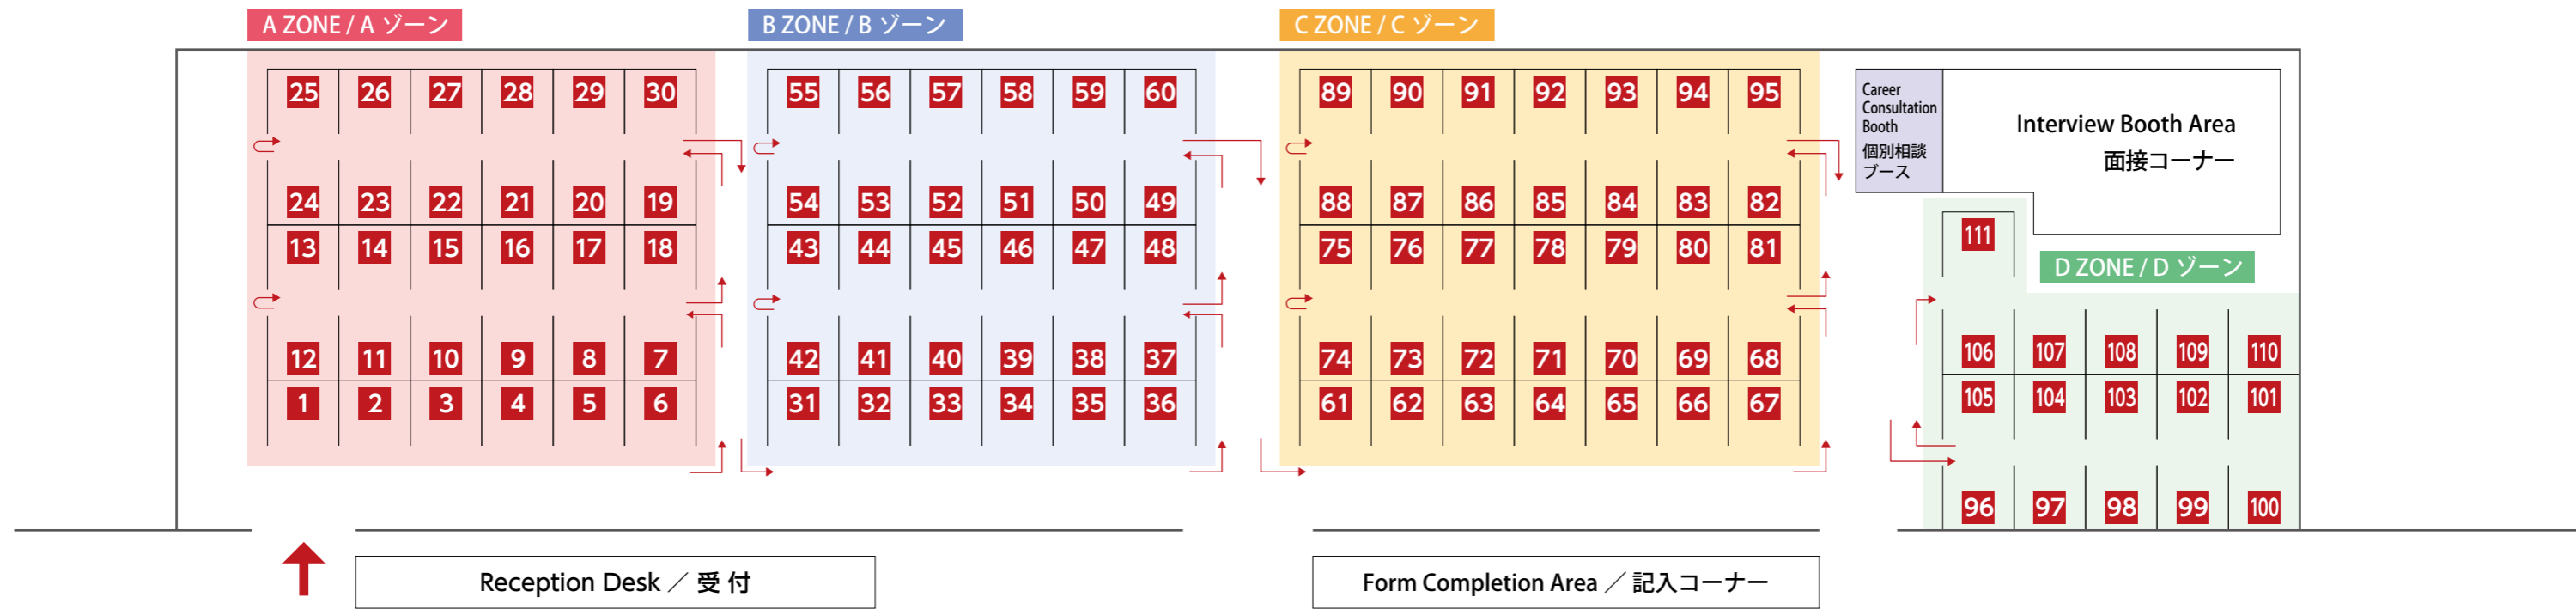 A ZONE / A ゾーン
B ZONE / B ゾーン
C ZONE / C ゾーン
25 26 27 28 29 30
55 56 57 58 59 60
89 90 91 92 93 94 95
Career
Consultation
Booth
個別相談
ブース
Interview Booth Area
面接コーナー
24 23 22 21 20 19
54 53 52 51 50 49
88 87 86 85 84 83 82
13 14 15 16 17 18
43 44 45 46 47 48
75 76 77 78 79 80 81
111
D ZONE / D ゾーン
12 11 10 9 8 7
42 41 40 39 38 37
74 73 72 71 70 69 68
106 107 108 109 110
1 2 3 4 5 6
31 32 33 34 35 36
61 62 63 64 65 66 67
105 104 103 102 101
96 97 98 99 100
Reception Desk ／ 受 付
Form Completion Area ／ 記入コーナー